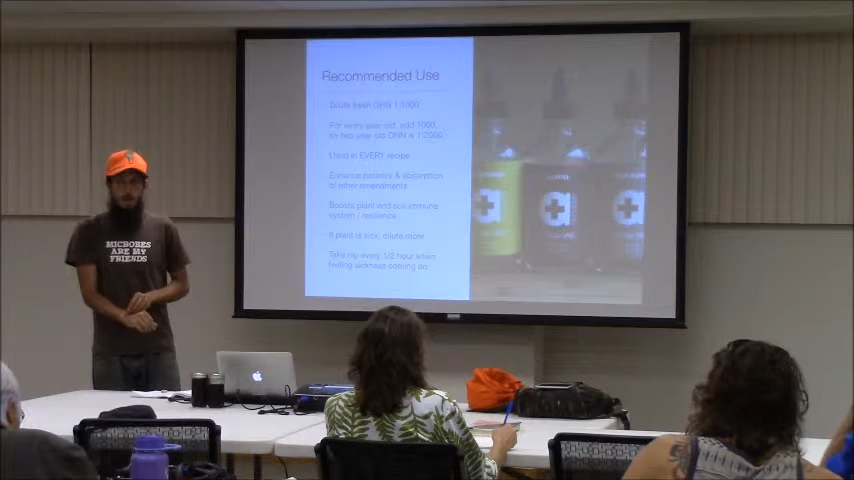 Recommended Use
Dilute fresh OHN 1:1000
For every year old, add 1000,
so two year old OHN is 1:2000
Used in EVERY recipe
Enhance potency & absorption
of other amendments
Boosts plant and soil immune
system / resilience
If plant is sick, dilute more
Take nip every 1/2 hour when
feeling sickness coming on
MICROBES
ARE MY
FRIENDS